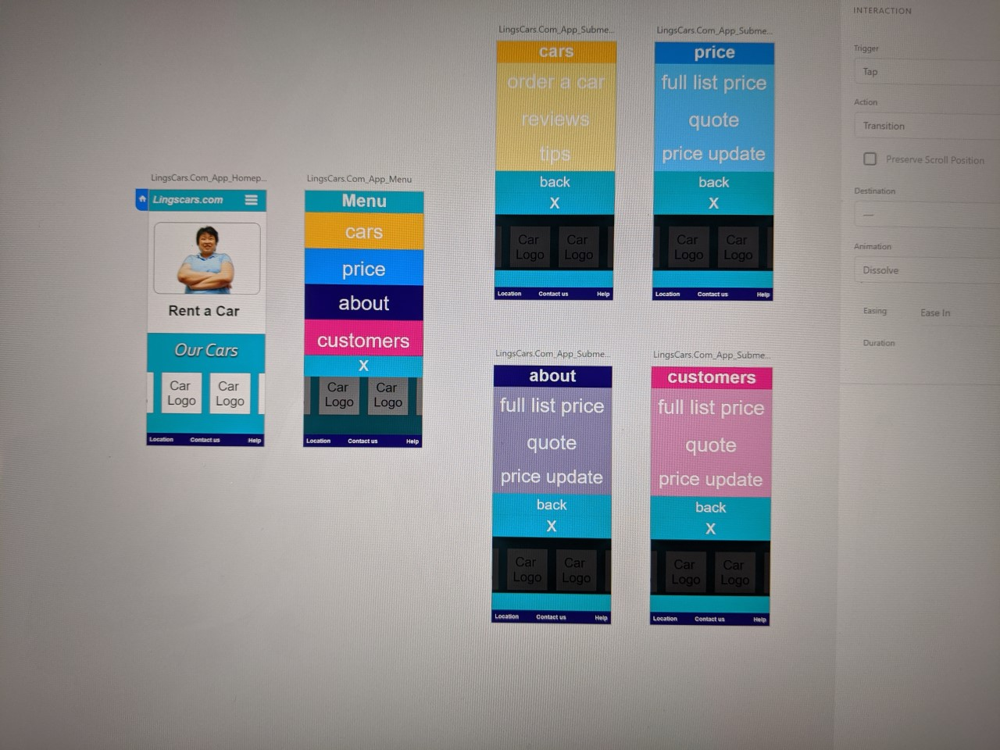 LingsCars.Com_App_Homep...
Lingscars.com
Rent a Car
Our Cars
Car
Logo
Car
Logo
Location
Contact us
Help
LingsCars.Com_App_Menu
Menu
cars
price
about
customers
X
Car
Logo
Car
Logo
Location
Contact us
Help
LingsCars.Com_App_Subme...
cars
order a car
reviews
tips
back
X
Car
Logo
Car
Logo
Location
Contact us
Help
LingsCars.Com_App_Subme...
price
full list price
quote
price update
back
X
Car
Logo
Car
Logo
Location
Contact us
Help
LingsCars.Com_App_Subme...
about
full list price
quote
price update
back
X
Car
Logo
Car
Logo
Location
Contact us
Help
LingsCars.Com_App_Subme...
customers
full list price
quote
price update
back
X
Car
Logo
Car
Logo
Location
Contact us
Help
INTERACTION
Trigger
Tap
Action
Transition
Preserve Scroll Position
Destination
—
Animation
Dissolve
Easing
Ease In
Duration